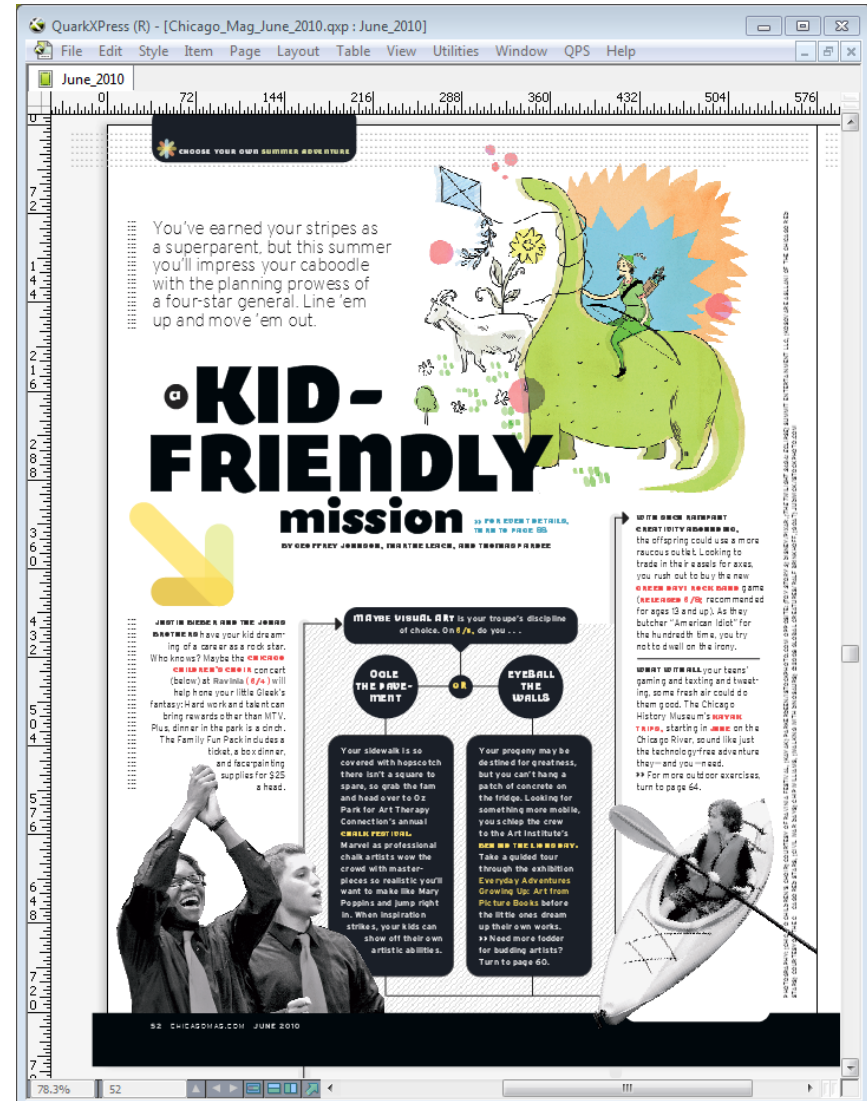 QuarkXPress (R) - [Chicago_Mag_June_2010.qxp : June_2010]
File Edit Style Item Page Layout Table View Utilities Window QPS Help
June_2010
0 72 144 216 288 360 432 504 576
CHOOSE YOUR OWN SUMMER ADVENTURE
You've earned your stripes as
a superparent, but this summer
you'll impress your caboodle
with the planning prowess of
a four-star general. Line 'em
up and move 'em out.
a KID-
FRIENDLY
mission
>> FOR EVENT DETAILS,
TURN TO PAGE 88.
BY GEOFFREY JOHNSON, MARTHE LEACH, AND THOMAS PARDEE
JUSTIN BIEBER AND THE JONAS
BROTHERS have your kid dream-
ing of a career as a rock star.
Who knows? Maybe the CHICAGO
CHILDREN'S CHOIR concert
(below) at Ravinia (6/4) will
help hone your little Gleek's
fantasy: Hard work and talent can
bring rewards other than MTV.
Plus, dinner in the park is a cinch.
The Family Fun Pack includes a
ticket, a box dinner,
and face-painting
supplies for $25
a head.
MAYBE VISUAL ART is your troupe's discipline
of choice. On 6/5, do you . . .
OGLE
THE PAVE-
MENT
OR
EYEBALL
THE
WALLS
Your sidewalk is so
covered with hopscotch
there isn't a square to
spare, so grab the fam
and head over to Oz
Park for Art Therapy
Connection's annual
CHALK FESTIVAL.
Marvel as professional
chalk artists wow the
crowd with master-
pieces so realistic you'll
want to make like Mary
Poppins and jump right
in. When inspiration
strikes, your kids can
show off their own
artistic abilities.
Your progeny may be
destined for greatness,
but you can't hang a
patch of concrete on
the fridge. Looking for
something more mobile,
you schlep the crew
to the Art Institute's
BEHIND THE LIONS DAY.
Take a guided tour
through the exhibition
Everyday Adventures
Growing Up: Art from
Picture Books before
the little ones dream
up their own works.
>> Need more fodder
for budding artists?
Turn to page 60.
WITH SUCH RAMPANT
CREATIVITY ABOUNDING,
the offspring could use a more
raucous outlet. Looking to
trade in their easels for axes,
you rush out to buy the new
GREEN DAY: ROCK BAND game
(RELEASED 6/8; recommended
for ages 13 and up). As they
butcher "American Idiot" for
the hundredth time, you try
not to dwell on the irony.
WHAT WITH ALL your teens'
gaming and texting and tweet-
ing, some fresh air could do
them good. The Chicago
History Museum's KAYAK
TRIPS, starting in JUNE on the
Chicago River, sound like just
the technology-free adventure
they—and you—need.
>> For more outdoor exercises,
turn to page 64.
52 CHICAGOMAG.COM JUNE 2010
78.3% 52